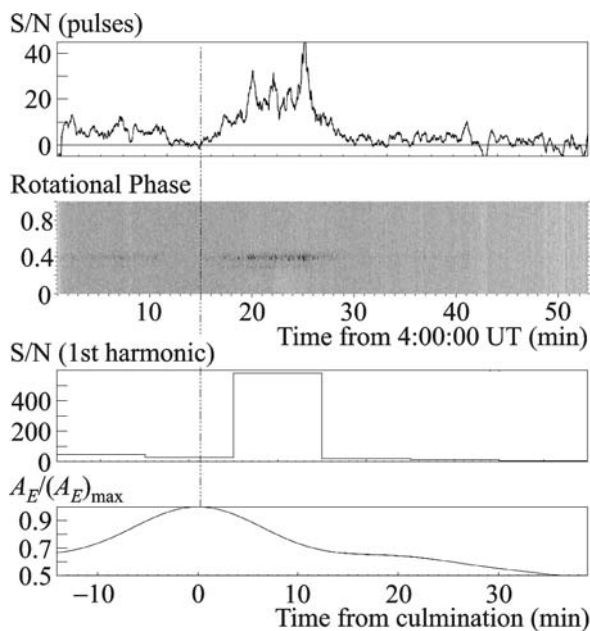 S/N (pulses)
40
20
0
Rotational Phase
0.8
0.4
0
10 20 30 40 50
Time from 4:00:00 UT (min)
S/N (1st harmonic)
400
200
0
A_E/(A_E)_max
0.9
0.7
0.5
−10 0 10 20 30
Time from culmination (min)